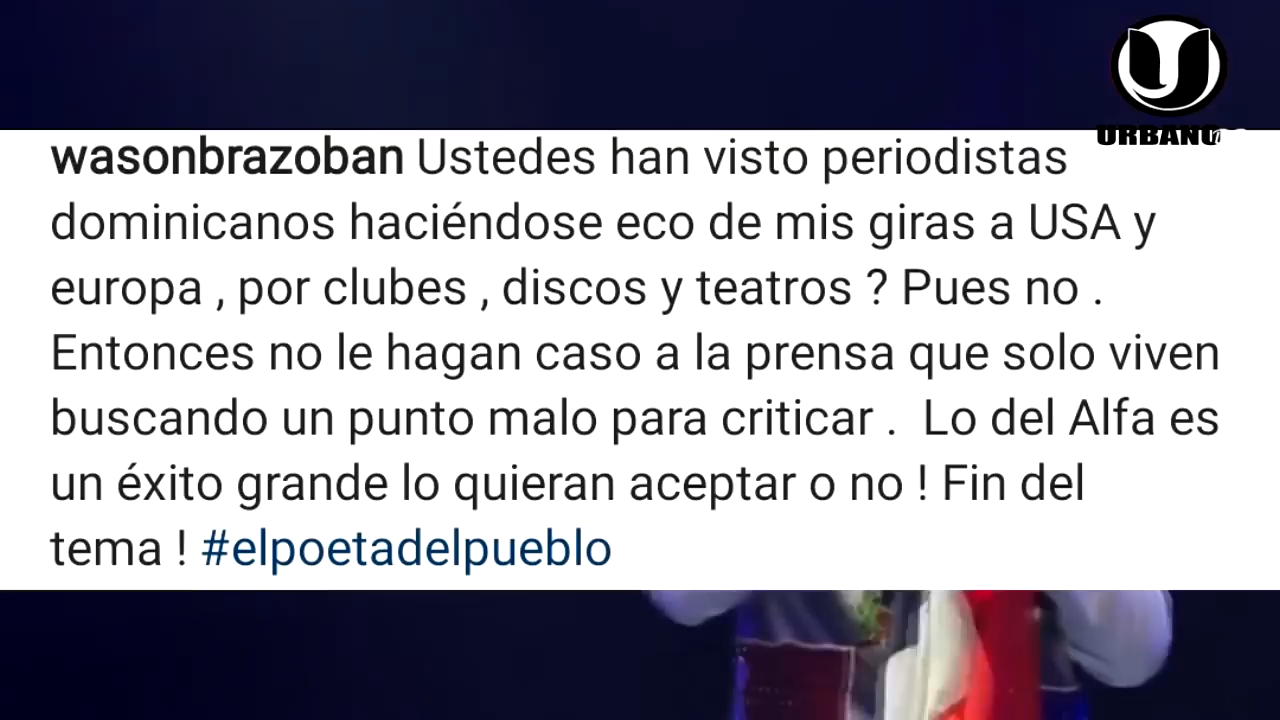 URBANO
wasonbrazoban Ustedes han visto periodistas
dominicanos haciéndose eco de mis giras a USA y
europa , por clubes , discos y teatros ? Pues no .
Entonces no le hagan caso a la prensa que solo viven
buscando un punto malo para criticar .  Lo del Alfa es
un éxito grande lo quieran aceptar o no ! Fin del
tema ! #elpoetadelpueblo